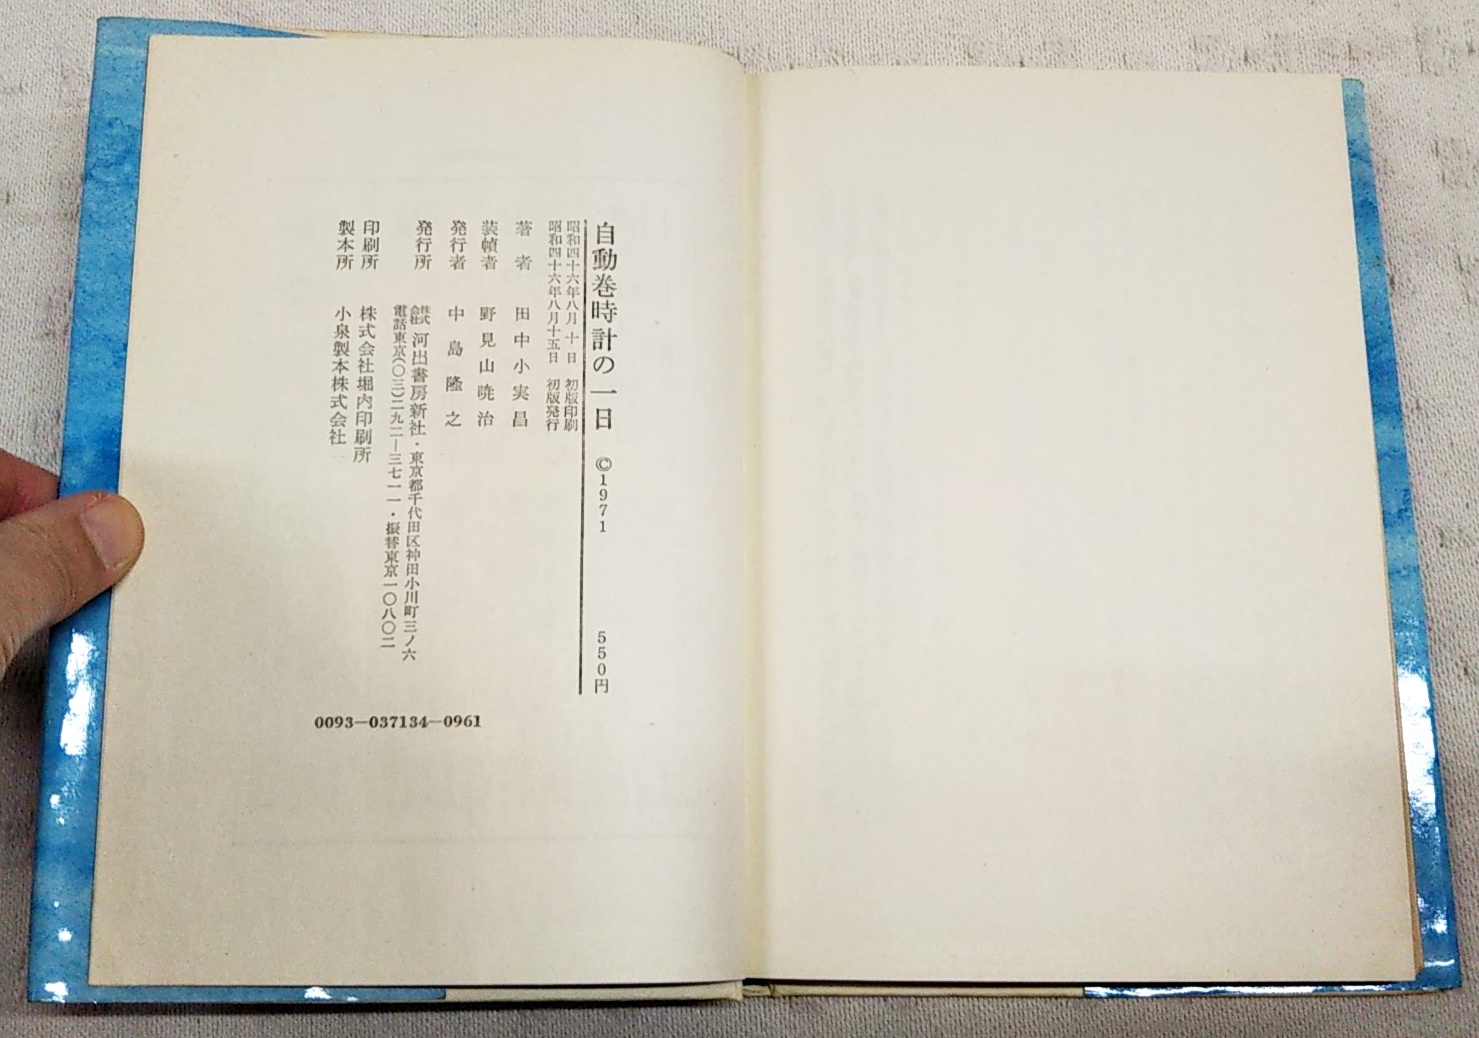 自動巻時計の一日 ©1971 550円
昭和四十六年八月 十 日 初版印刷
昭和四十六年八月十五日 初版発行
著者 田中小実昌
装幀者 野見山暁治
発行者 中島隆之
発行所 株式会社 河出書房新社・東京都千代田区神田小川町三ノ六
電話東京(〇三)二九二―三七一一・振替東京一〇八〇二
印刷所 株式会社堀内印刷所
製本所 小泉製本株式会社
0093―037134―0961